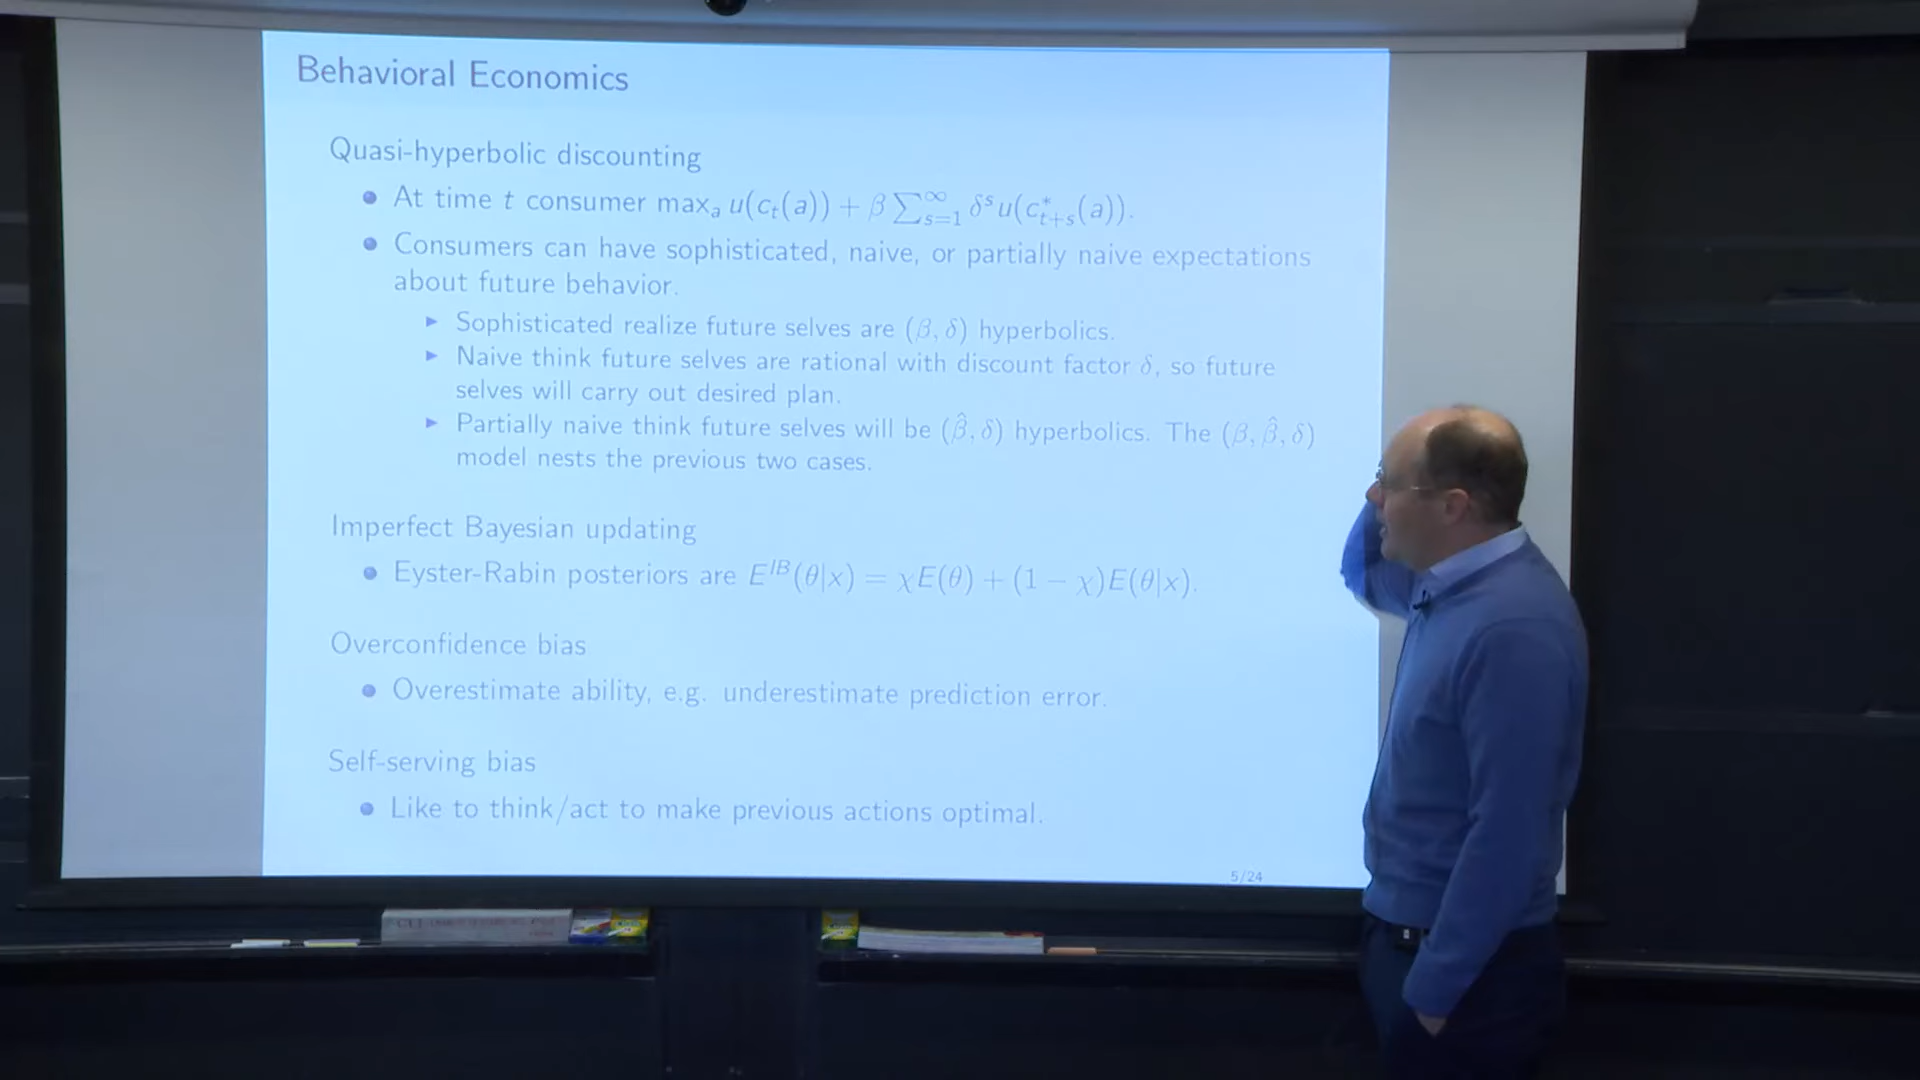 Behavioral Economics
Quasi-hyperbolic discounting
At time t consumer maxₐ u(cₜ(a)) + β ∑_{s=1}^{∞} δˢu(c*_{t+s}(a)).
Consumers can have sophisticated, naive, or partially naive expectations
about future behavior.
Sophisticated realize future selves are (β, δ) hyperbolics.
Naive think future selves are rational with discount factor δ, so future
selves will carry out desired plan.
Partially naive think future selves will be (β̂, δ) hyperbolics. The (β, β̂, δ)
model nests the previous two cases.
Imperfect Bayesian updating
Eyster-Rabin posteriors are E^{IB}(θ|x) = χE(θ) + (1 − χ)E(θ|x).
Overconfidence bias
Overestimate ability, e.g. underestimate prediction error.
Self-serving bias
Like to think/act to make previous actions optimal.
5/24